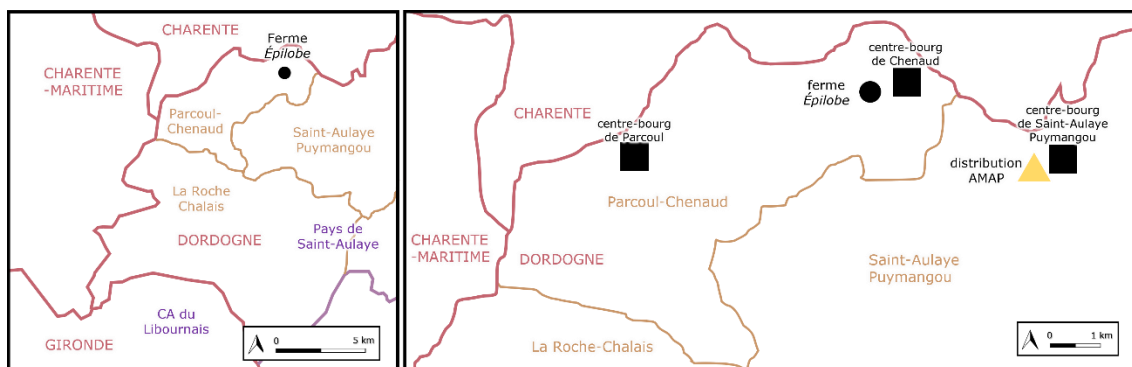 CHARENTE
Ferme
Épilobe
CHARENTE
-MARITIME
Parcoul-
Chenaud
Saint-Aulaye
Puymangou
La Roche
Chalais
DORDOGNE
Pays de
Saint-Aulaye
CA du
Libournais
GIRONDE
0 5 km
centre-bourg
de Chenaud
ferme
Épilobe
centre-bourg
de Saint-Aulaye
Puymangou
CHARENTE
centre-bourg
de Parcoul
distribution
AMAP
Parcoul-Chenaud
CHARENTE
-MARITIME
DORDOGNE
Saint-Aulaye
Puymangou
La Roche-Chalais
0 1 km